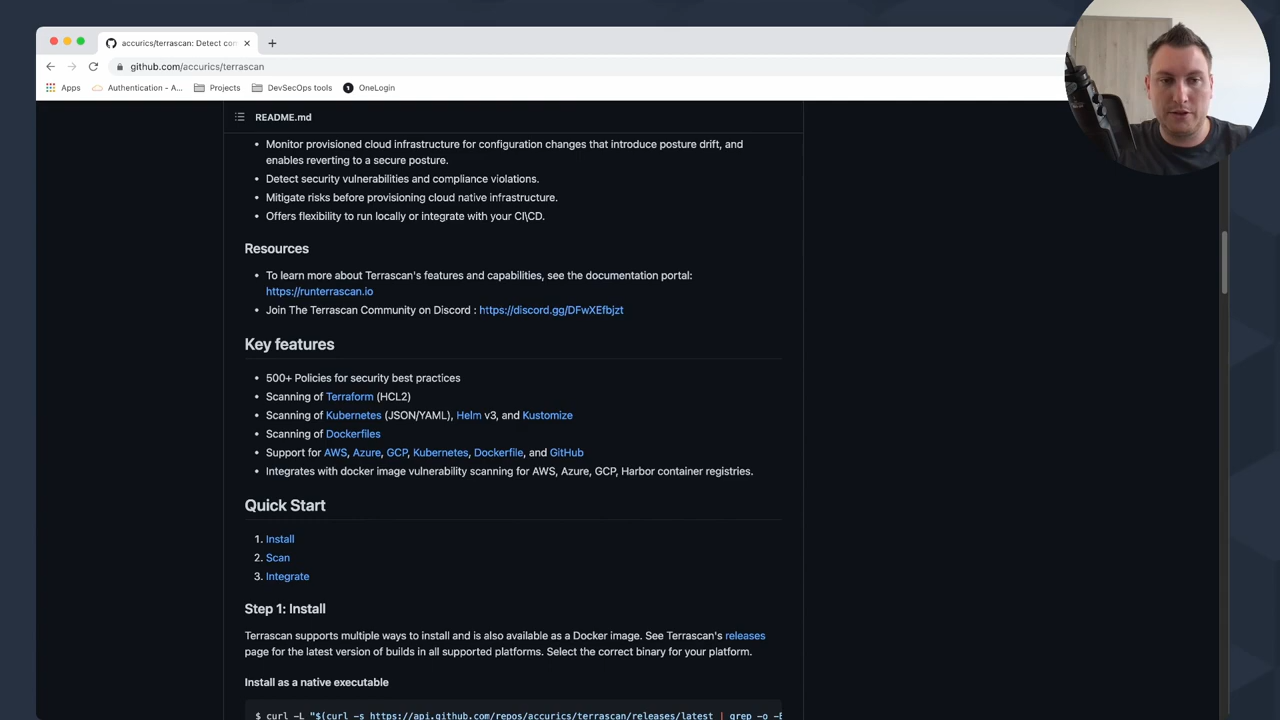 accurics/terrascan: Detect con
github.com/accurics/terrascan
Apps
Authentication - A...
Projects
DevSecOps tools
OneLogin
README.md
• Monitor provisioned cloud infrastructure for configuration changes that introduce posture drift, and
enables reverting to a secure posture.
• Detect security vulnerabilities and compliance violations.
• Mitigate risks before provisioning cloud native infrastructure.
• Offers flexibility to run locally or integrate with your CI\CD.
Resources
• To learn more about Terrascan's features and capabilities, see the documentation portal:
https://runterrascan.io
• Join The Terrascan Community on Discord : https://discord.gg/DFwXEfbjzt
Key features
• 500+ Policies for security best practices
• Scanning of Terraform (HCL2)
• Scanning of Kubernetes (JSON/YAML), Helm v3, and Kustomize
• Scanning of Dockerfiles
• Support for AWS, Azure, GCP, Kubernetes, Dockerfile, and GitHub
• Integrates with docker image vulnerability scanning for AWS, Azure, GCP, Harbor container registries.
Quick Start
1. Install
2. Scan
3. Integrate
Step 1: Install
Terrascan supports multiple ways to install and is also available as a Docker image. See Terrascan's releases
page for the latest version of builds in all supported platforms. Select the correct binary for your platform.
Install as a native executable
$ curl -L "$(curl -s https://api.github.com/repos/accurics/terrascan/releases/latest | grep -o -E